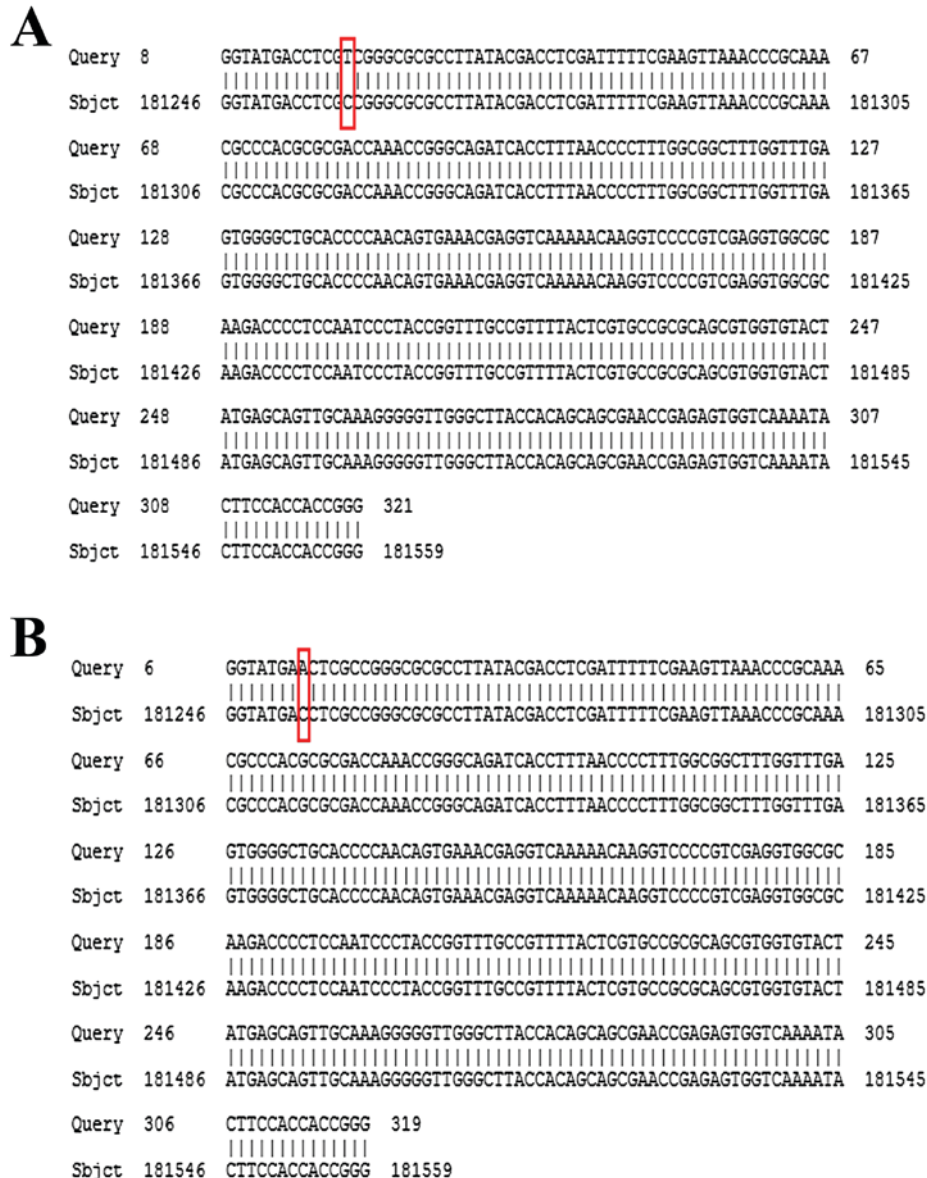 A
Query 8 GGTATGACCTCGTCGGGCGCGCCTTATACGACCTCGATTTTTCGAAGTTAAACCCGCAAA 67
Sbjct 181246 GGTATGACCTCGCCGGGCGCGCCTTATACGACCTCGATTTTTCGAAGTTAAACCCGCAAA 181305
Query 68 CGCCCACGCGCGACCAAACCGGGCAGATCACCTTTAACCCCTTTGGCGGCTTTGGTTTGA 127
Sbjct 181306 CGCCCACGCGCGACCAAACCGGGCAGATCACCTTTAACCCCTTTGGCGGCTTTGGTTTGA 181365
Query 128 GTGGGGCTGCACCCCAACAGTGAAACGAGGTCAAAAACAAGGTCCCCGTCGAGGTGGCGC 187
Sbjct 181366 GTGGGGCTGCACCCCAACAGTGAAACGAGGTCAAAAACAAGGTCCCCGTCGAGGTGGCGC 181425
Query 188 AAGACCCCTCCAATCCCTACCGGTTTGCCGTTTTACTCGTGCCGCGCAGCGTGGTGTACT 247
Sbjct 181426 AAGACCCCTCCAATCCCTACCGGTTTGCCGTTTTACTCGTGCCGCGCAGCGTGGTGTACT 181485
Query 248 ATGAGCAGTTGCAAAGGGGGTTGGGCTTACCACAGCAGCGAACCGAGAGTGGTCAAAATA 307
Sbjct 181486 ATGAGCAGTTGCAAAGGGGGTTGGGCTTACCACAGCAGCGAACCGAGAGTGGTCAAAATA 181545
Query 308 CTTCCACCACCGGG 321
Sbjct 181546 CTTCCACCACCGGG 181559
B
Query 6 GGTATGAACTCGCCGGGCGCGCCTTATACGACCTCGATTTTTCGAAGTTAAACCCGCAAA 65
Sbjct 181246 GGTATGACCTCGCCGGGCGCGCCTTATACGACCTCGATTTTTCGAAGTTAAACCCGCAAA 181305
Query 66 CGCCCACGCGCGACCAAACCGGGCAGATCACCTTTAACCCCTTTGGCGGCTTTGGTTTGA 125
Sbjct 181306 CGCCCACGCGCGACCAAACCGGGCAGATCACCTTTAACCCCTTTGGCGGCTTTGGTTTGA 181365
Query 126 GTGGGGCTGCACCCCAACAGTGAAACGAGGTCAAAAACAAGGTCCCCGTCGAGGTGGCGC 185
Sbjct 181366 GTGGGGCTGCACCCCAACAGTGAAACGAGGTCAAAAACAAGGTCCCCGTCGAGGTGGCGC 181425
Query 186 AAGACCCCTCCAATCCCTACCGGTTTGCCGTTTTACTCGTGCCGCGCAGCGTGGTGTACT 245
Sbjct 181426 AAGACCCCTCCAATCCCTACCGGTTTGCCGTTTTACTCGTGCCGCGCAGCGTGGTGTACT 181485
Query 246 ATGAGCAGTTGCAAAGGGGGTTGGGCTTACCACAGCAGCGAACCGAGAGTGGTCAAAATA 305
Sbjct 181486 ATGAGCAGTTGCAAAGGGGGTTGGGCTTACCACAGCAGCGAACCGAGAGTGGTCAAAATA 181545
Query 306 CTTCCACCACCGGG 319
Sbjct 181546 CTTCCACCACCGGG 181559